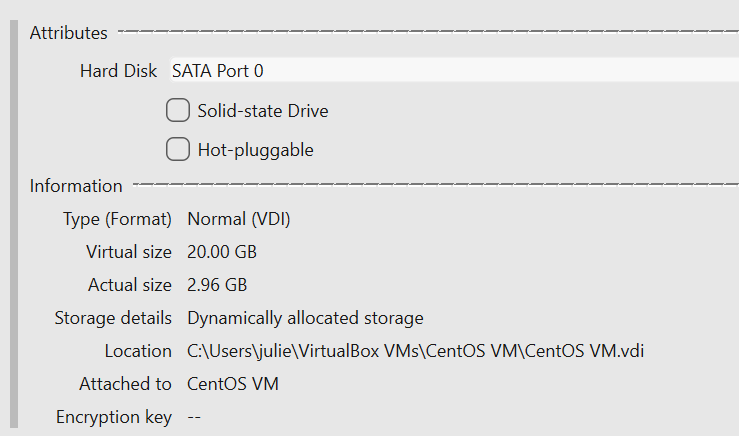 Attributes
Hard Disk SATA Port 0
Solid-state Drive
Hot-pluggable
Information
Type (Format) Normal (VDI)
Virtual size 20.00 GB
Actual size 2.96 GB
Storage details Dynamically allocated storage
Location C:\Users\julie\VirtualBox VMs\CentOS VM\CentOS VM.vdi
Attached to CentOS VM
Encryption key --